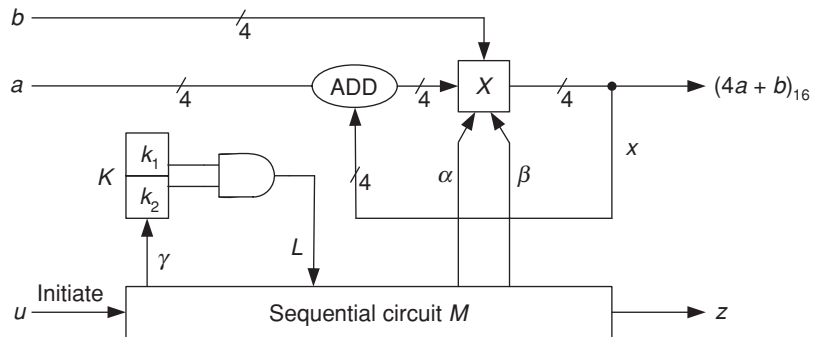 b
4
a
4
ADD
4
X
4
(4a + b)₁₆
K
k₁
k₂
4
α
β
x
γ
L
u
Initiate
Sequential circuit M
z